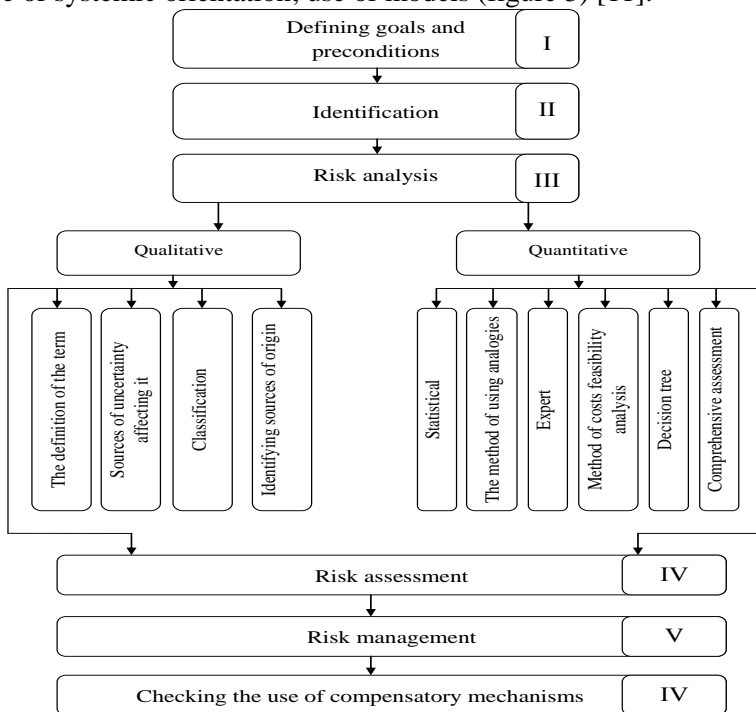 e of systemic orientation, use of models (figure 3) [11].
Defining goals and
preconditions
I
Identification
II
Risk analysis
III
Qualitative
Quantitative
The definition of the term
Sources of uncertainty
affecting it
Classification
Identifying sources of origin
Statistical
The method of using analogies
Expert
Method of costs feasibility
analysis
Decision tree
Comprehensive assessment
Risk assessment
IV
Risk management
V
Checking the use of compensatory mechanisms
IV